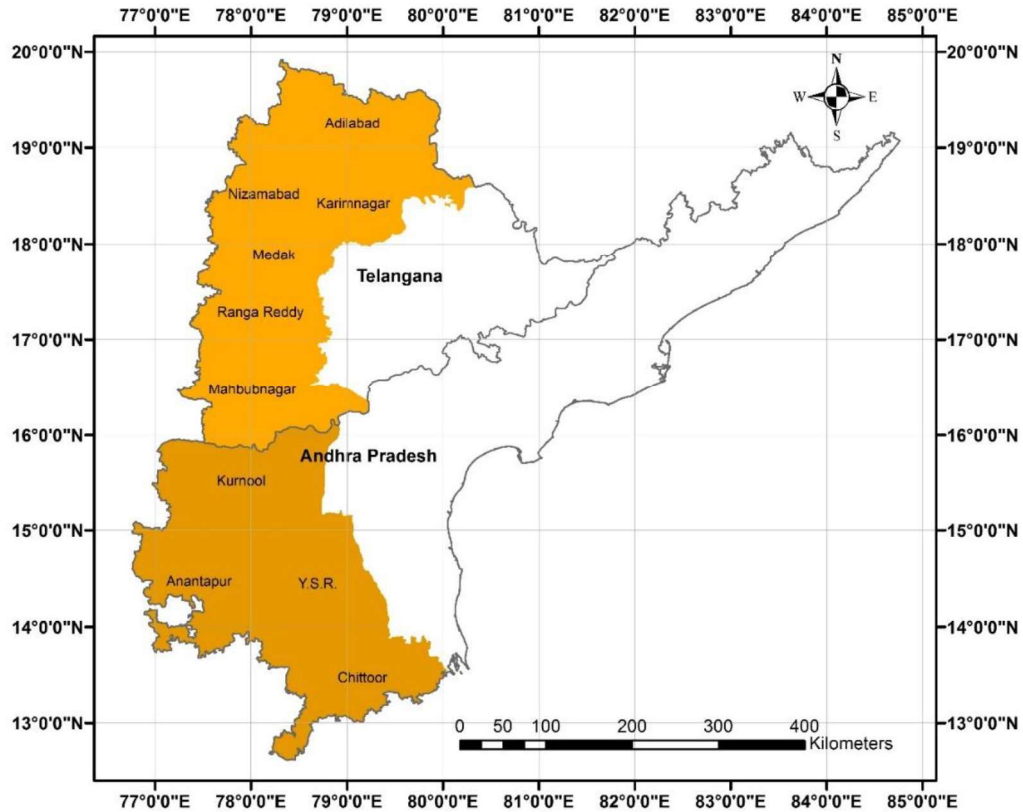 77°0'0"E 78°0'0"E 79°0'0"E 80°0'0"E 81°0'0"E 82°0'0"E 83°0'0"E 84°0'0"E 85°0'0"E
20°0'0"N 20°0'0"N
N
W E
S
Adilabad
19°0'0"N 19°0'0"N
Nizamabad
Karimnagar
18°0'0"N 18°0'0"N
Medak
Telangana
Ranga Reddy
17°0'0"N 17°0'0"N
Mahbubnagar
16°0'0"N 16°0'0"N
Andhra Pradesh
Kurnool
15°0'0"N 15°0'0"N
Anantapur Y.S.R.
14°0'0"N 14°0'0"N
Chittoor
13°0'0"N 13°0'0"N
0 50 100 200 300 400
Kilometers
77°0'0"E 78°0'0"E 79°0'0"E 80°0'0"E 81°0'0"E 82°0'0"E 83°0'0"E 84°0'0"E 85°0'0"E